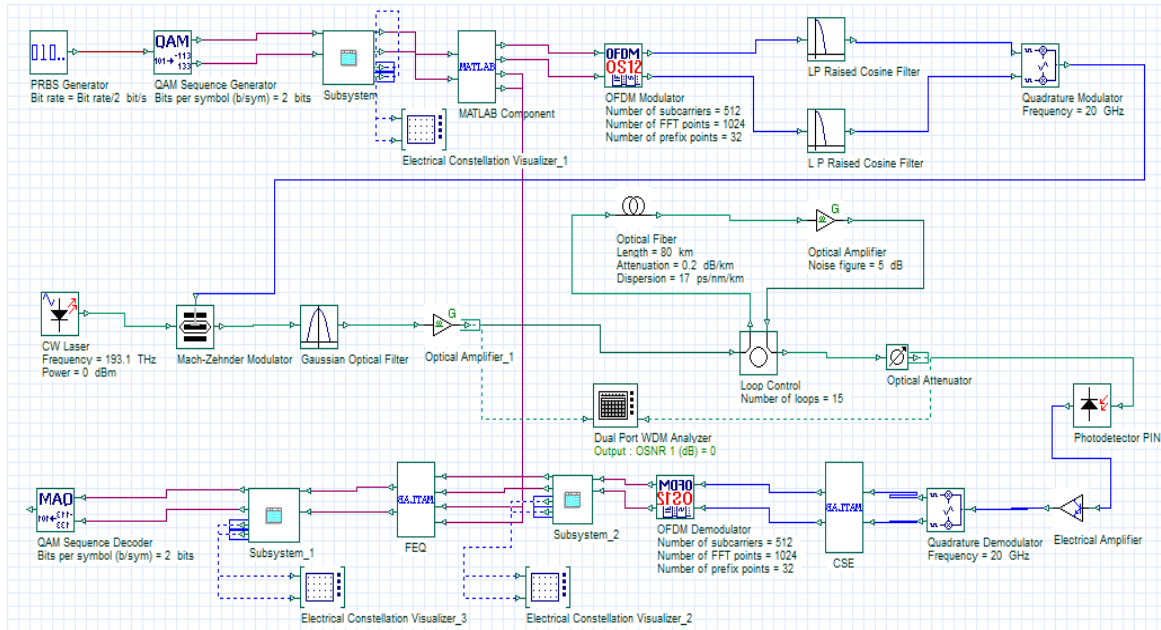 PRBS Generator
Bit rate = Bit rate/2 bit/s
QAM
101→ -113
133
QAM Sequence Generator
Bits per symbol (b/sym) = 2 bits
Subsystem
Electrical Constellation Visualizer_1
MATLAB
MATLAB Component
OFDM
OS12
OFDM Modulator
Number of subcarriers = 512
Number of FFT points = 1024
Number of prefix points = 32
LP Raised Cosine Filter
L P Raised Cosine Filter
Quadrature Modulator
Frequency = 20 GHz
Optical Fiber
Length = 80 km
Attenuation = 0.2 dB/km
Dispersion = 17 ps/nm/km
G
Optical Amplifier
Noise figure = 5 dB
CW Laser
Frequency = 193.1 THz
Power = 0 dBm
Mach-Zehnder Modulator
Gaussian Optical Filter
G
Optical Amplifier_1
Loop Control
Number of loops = 15
Optical Attenuator
Dual Port WDM Analyzer
Output : OSNR 1 (dB) = 0
Photodetector PIN
QAM Sequence Decoder
Bits per symbol (b/sym) = 2 bits
Subsystem_1
Electrical Constellation Visualizer_3
MATLAB
FEQ
Subsystem_2
Electrical Constellation Visualizer_2
OFDM
OS12
OFDM Demodulator
Number of subcarriers = 512
Number of FFT points = 1024
Number of prefix points = 32
MATLAB
CSE
Quadrature Demodulator
Frequency = 20 GHz
Electrical Amplifier